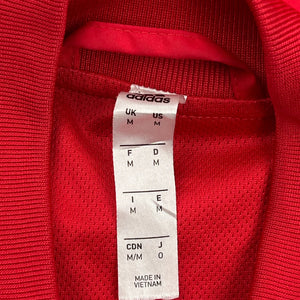 adidas
UK US
M M
F D
M M
I E
M M
CDN J
M/M O
MADE IN
VIETNAM